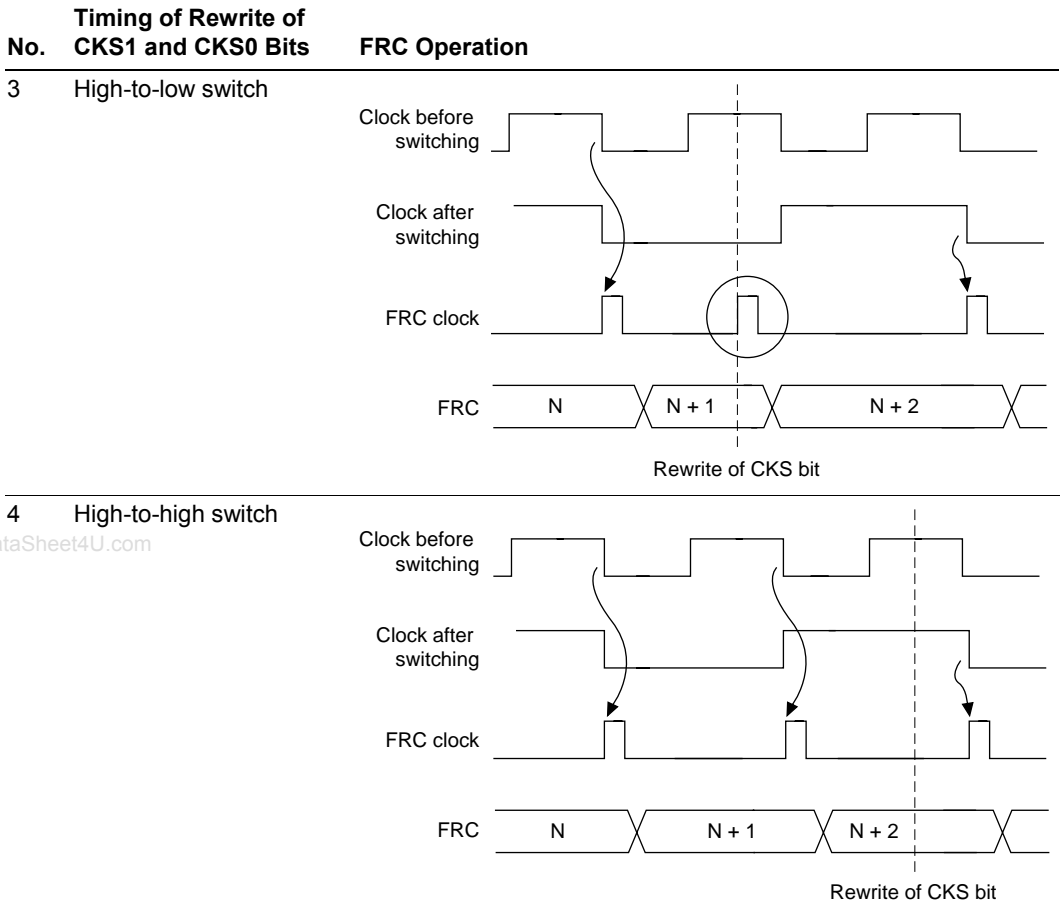 Timing of Rewrite of
No. CKS1 and CKS0 Bits FRC Operation
3 High-to-low switch
Clock before
switching
Clock after
switching
FRC clock
FRC N N + 1 N + 2
Rewrite of CKS bit
4 High-to-high switch
ataSheet4U.com
Clock before
switching
Clock after
switching
FRC clock
FRC N N + 1 N + 2
Rewrite of CKS bit